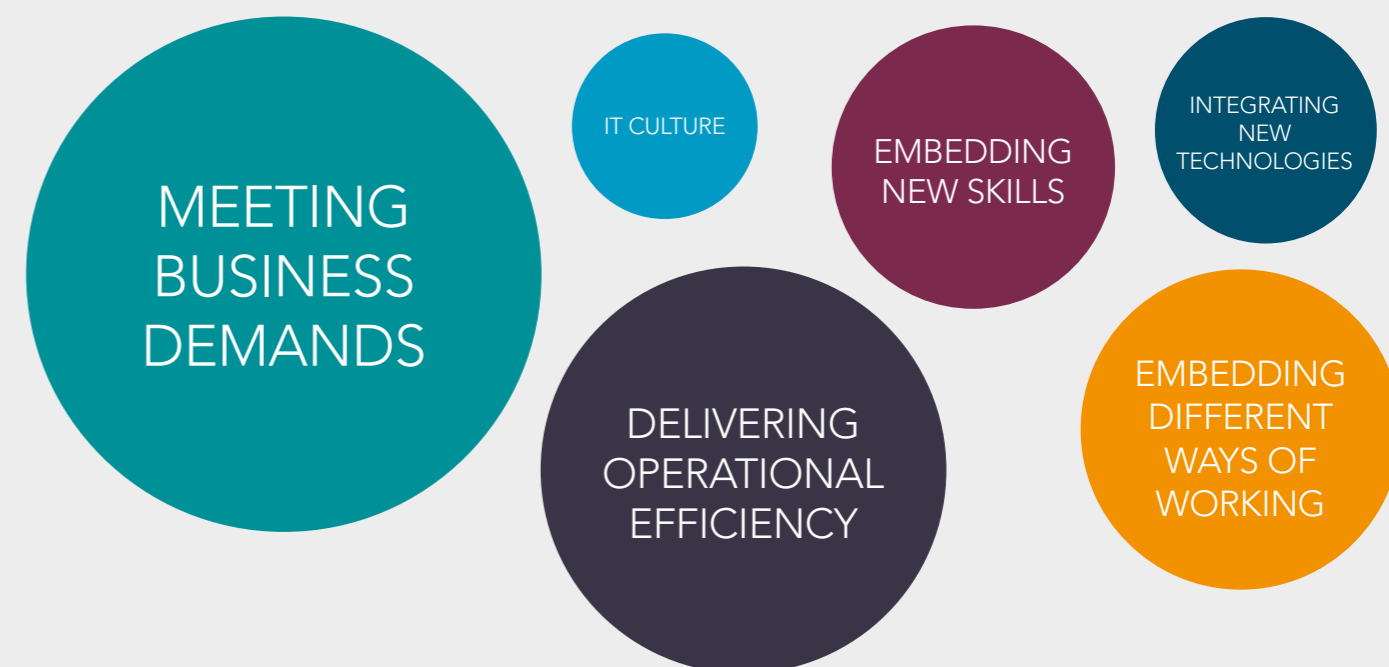 MEETING
BUSINESS
DEMANDS
IT CULTURE
EMBEDDING
NEW SKILLS
INTEGRATING
NEW
TECHNOLOGIES
DELIVERING
OPERATIONAL
EFFICIENCY
EMBEDDING
DIFFERENT
WAYS OF
WORKING